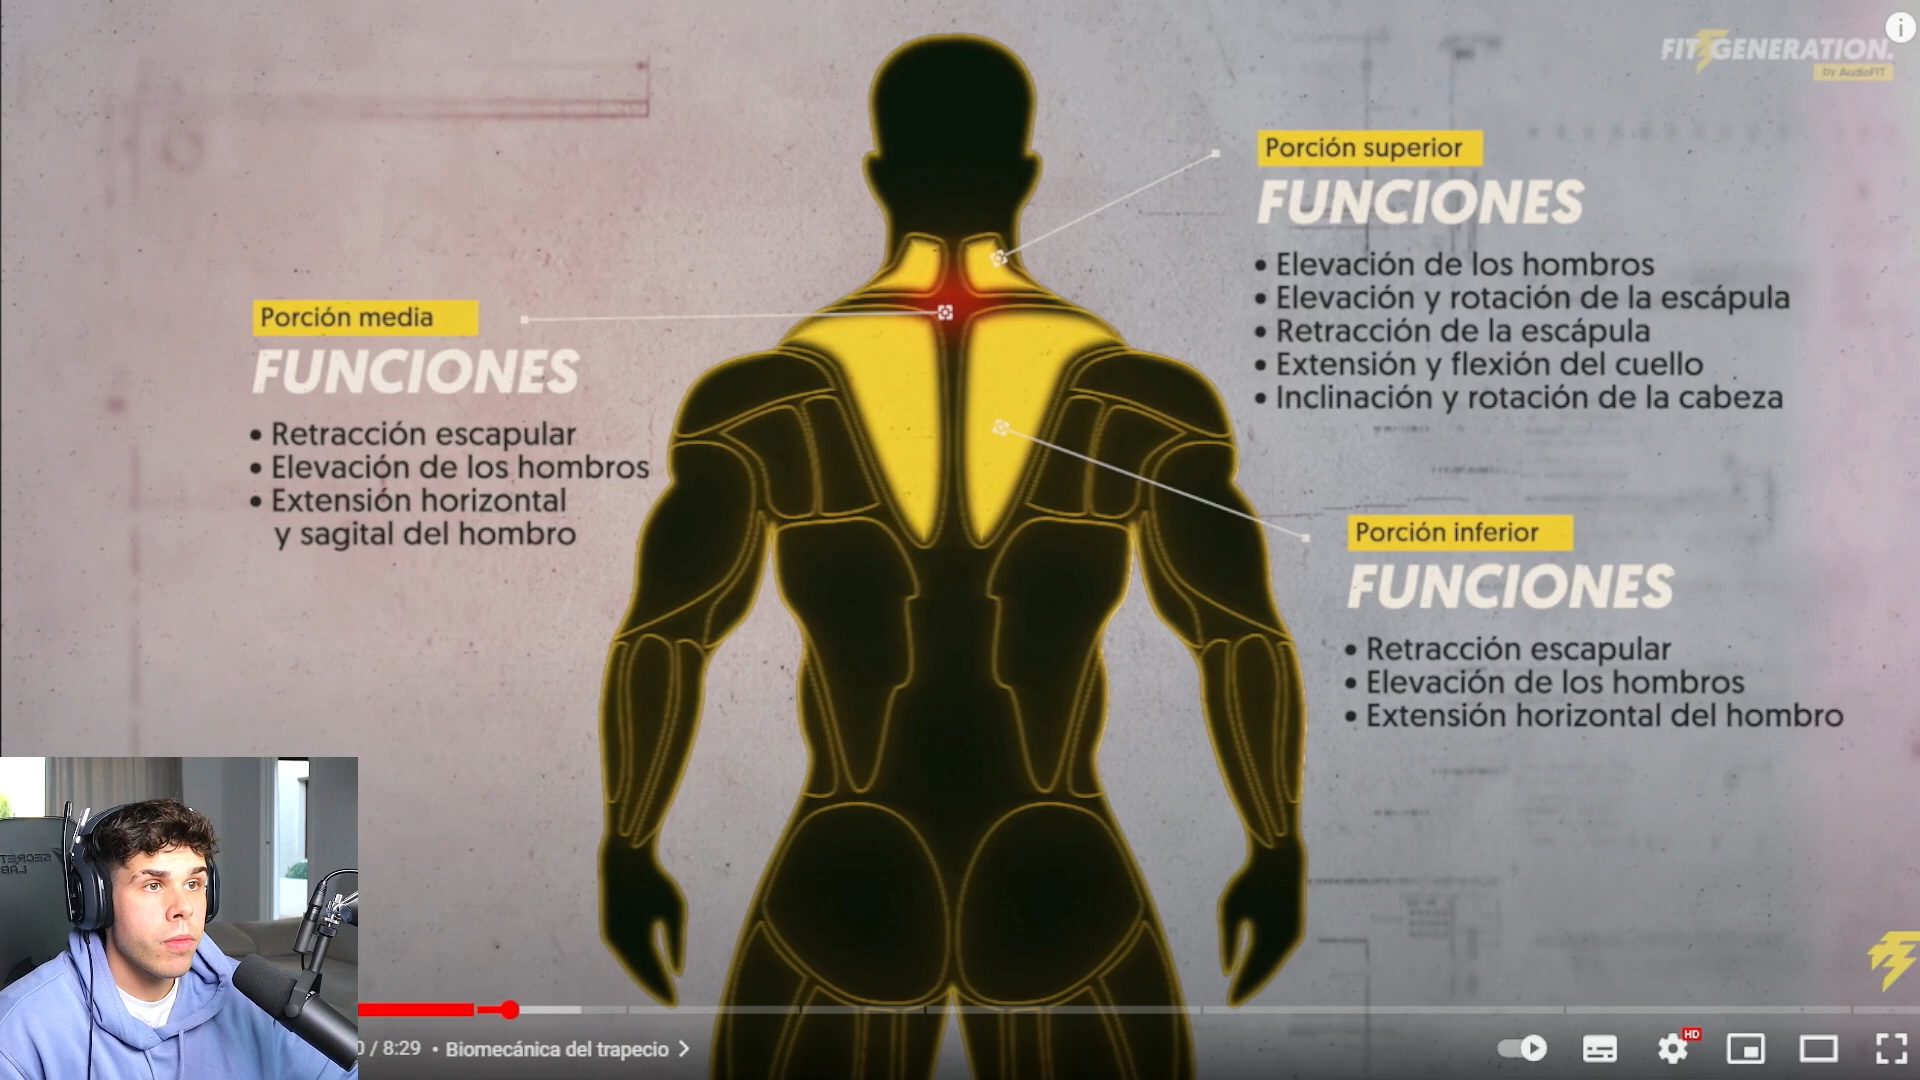 FIT GENERATION.
by AudioFIT
Porción superior
FUNCIONES
• Elevación de los hombros
• Elevación y rotación de la escápula
• Retracción de la escápula
• Extensión y flexión del cuello
• Inclinación y rotación de la cabeza
Porción media
FUNCIONES
• Retracción escapular
• Elevación de los hombros
• Extensión horizontal
y sagital del hombro
Porción inferior
FUNCIONES
• Retracción escapular
• Elevación de los hombros
• Extensión horizontal del hombro
SECRET
LAB
0 / 8:29 • Biomecánica del trapecio
HD